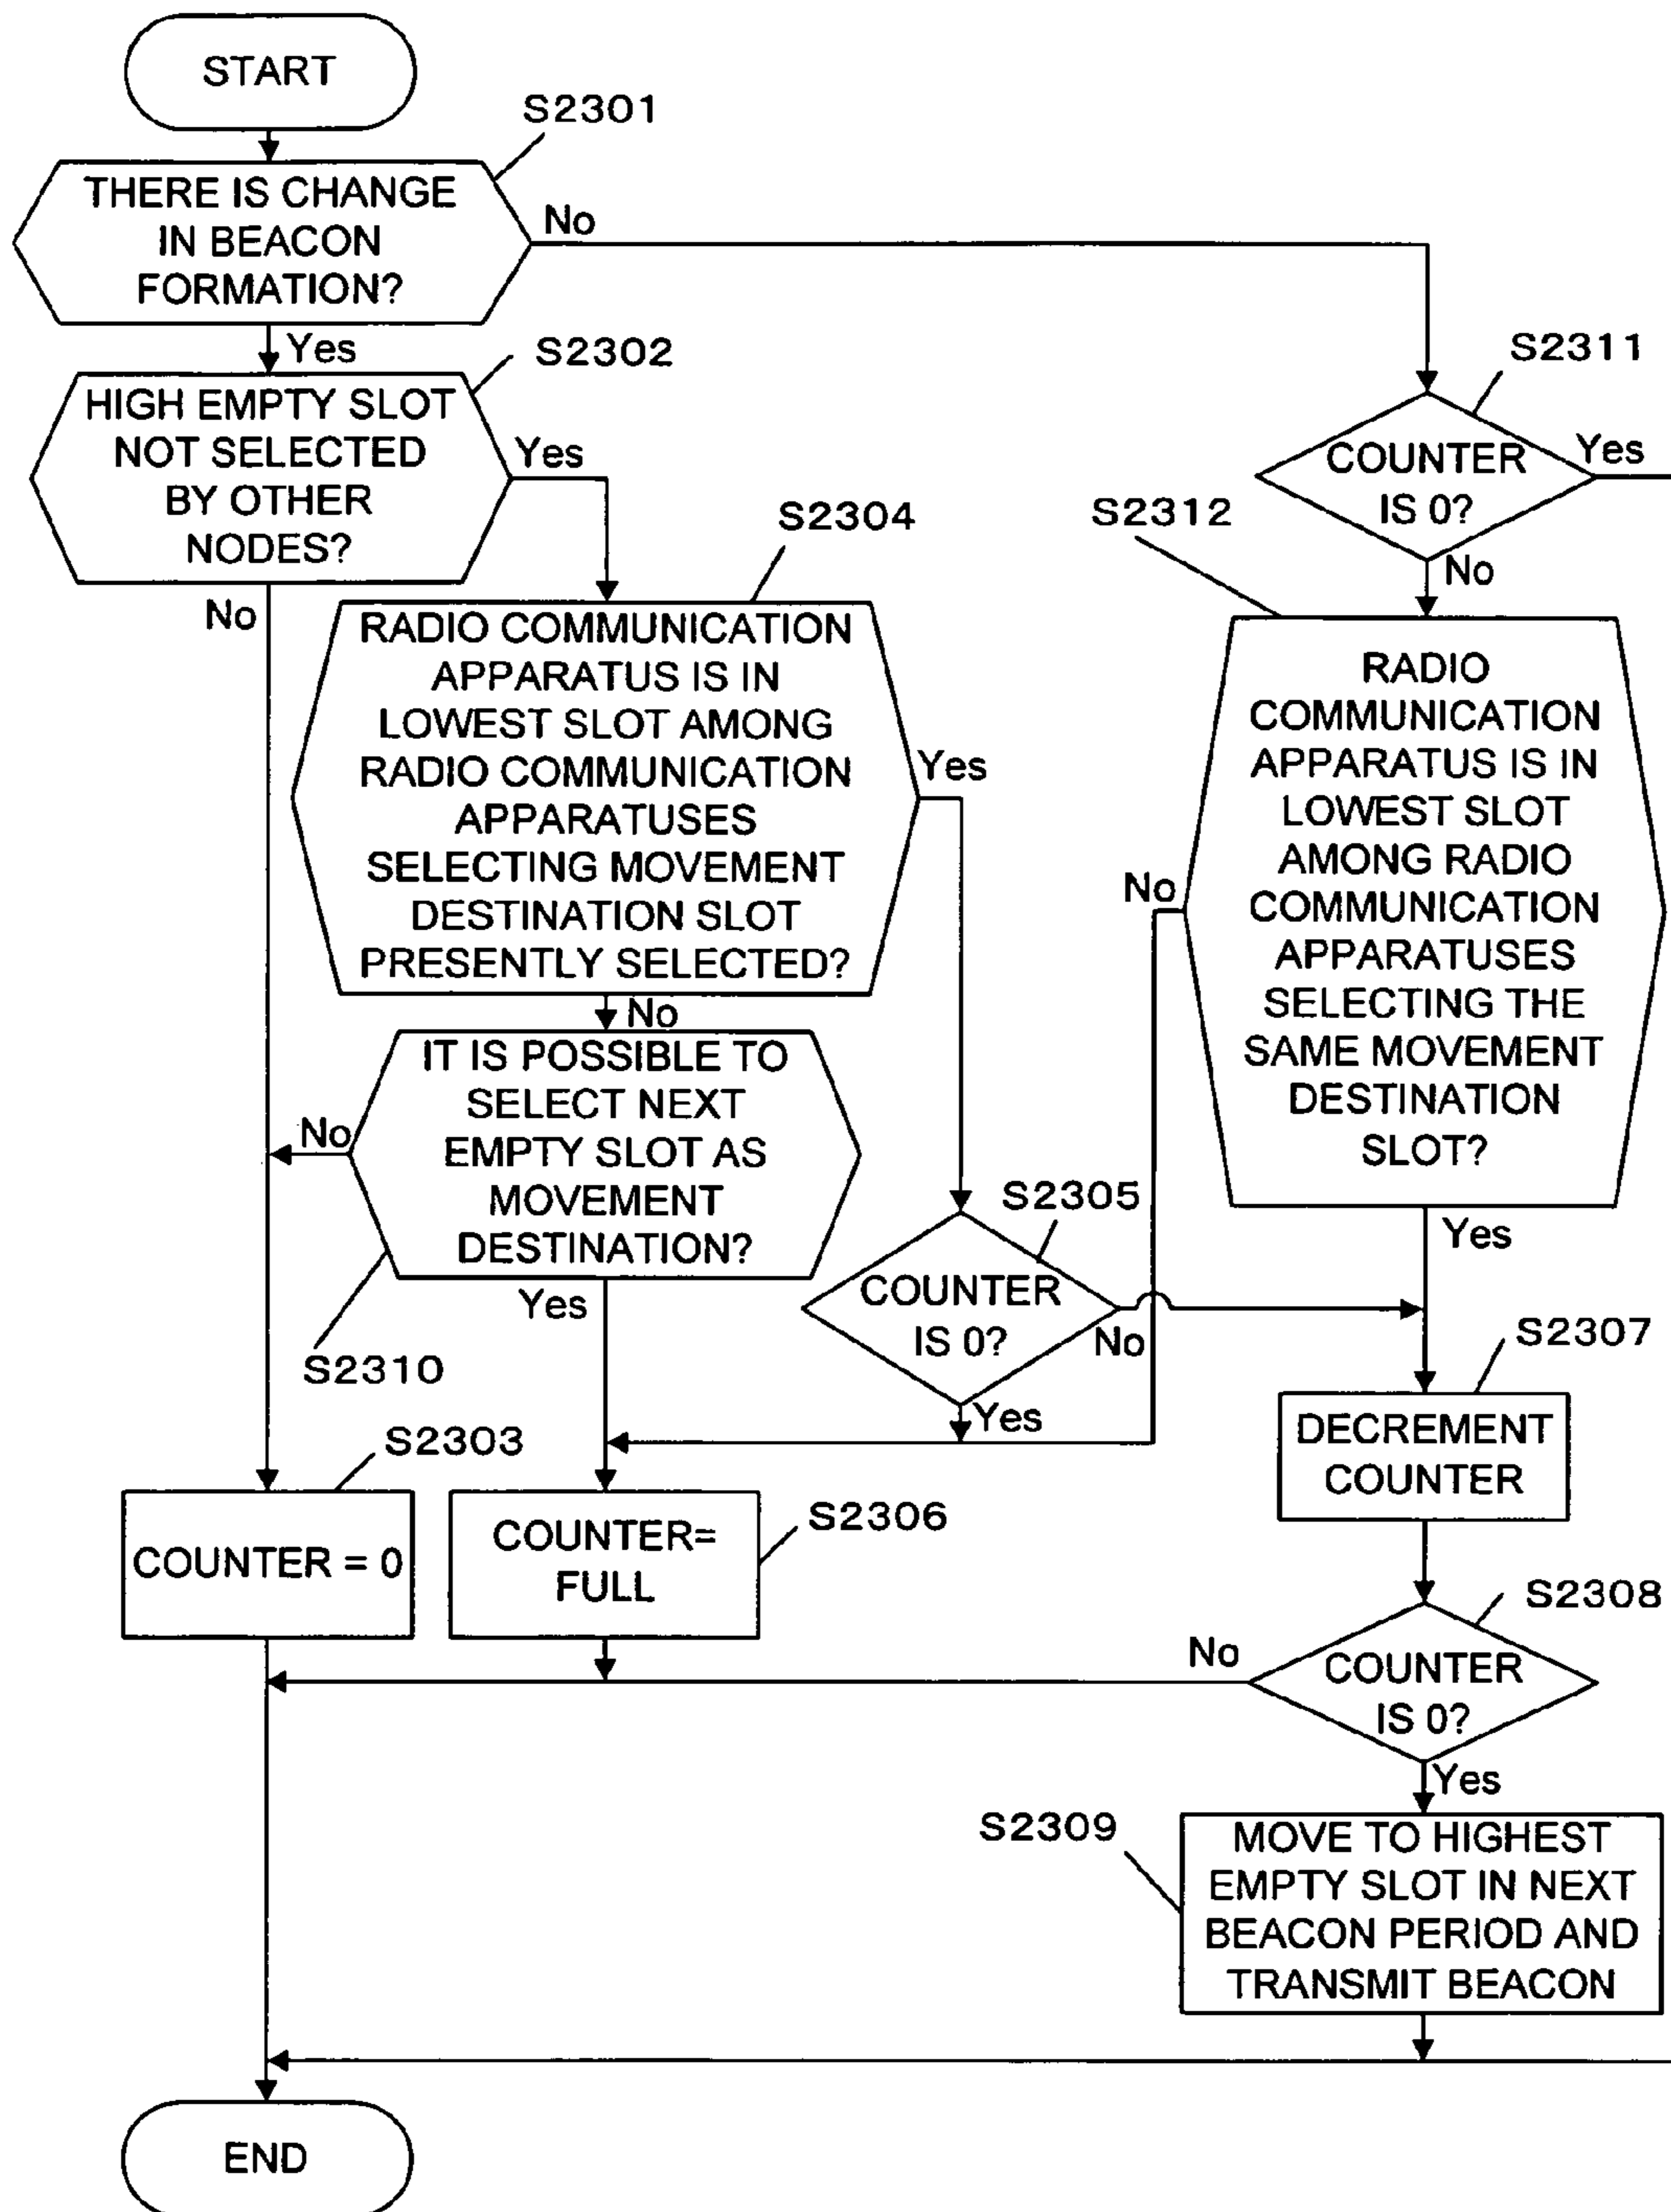 START
S2301
THERE IS CHANGE
IN BEACON
FORMATION?
No
Yes
S2302
HIGH EMPTY SLOT
NOT SELECTED
BY OTHER
NODES?
Yes
No
S2311
COUNTER
IS 0?
Yes
No
S2304
RADIO COMMUNICATION
APPARATUS IS IN
LOWEST SLOT AMONG
RADIO COMMUNICATION
APPARATUSES
SELECTING MOVEMENT
DESTINATION SLOT
PRESENTLY SELECTED?
Yes
No
S2312
RADIO
COMMUNICATION
APPARATUS IS IN
LOWEST SLOT
AMONG RADIO
COMMUNICATION
APPARATUSES
SELECTING THE
SAME MOVEMENT
DESTINATION
SLOT?
No
Yes
IT IS POSSIBLE TO
SELECT NEXT
EMPTY SLOT AS
MOVEMENT
DESTINATION?
No
Yes
S2310
S2305
COUNTER
IS 0?
No
Yes
S2307
DECREMENT
COUNTER
S2303
COUNTER = 0
S2306
COUNTER=
FULL
S2308
COUNTER
IS 0?
No
Yes
S2309
MOVE TO HIGHEST
EMPTY SLOT IN NEXT
BEACON PERIOD AND
TRANSMIT BEACON
END